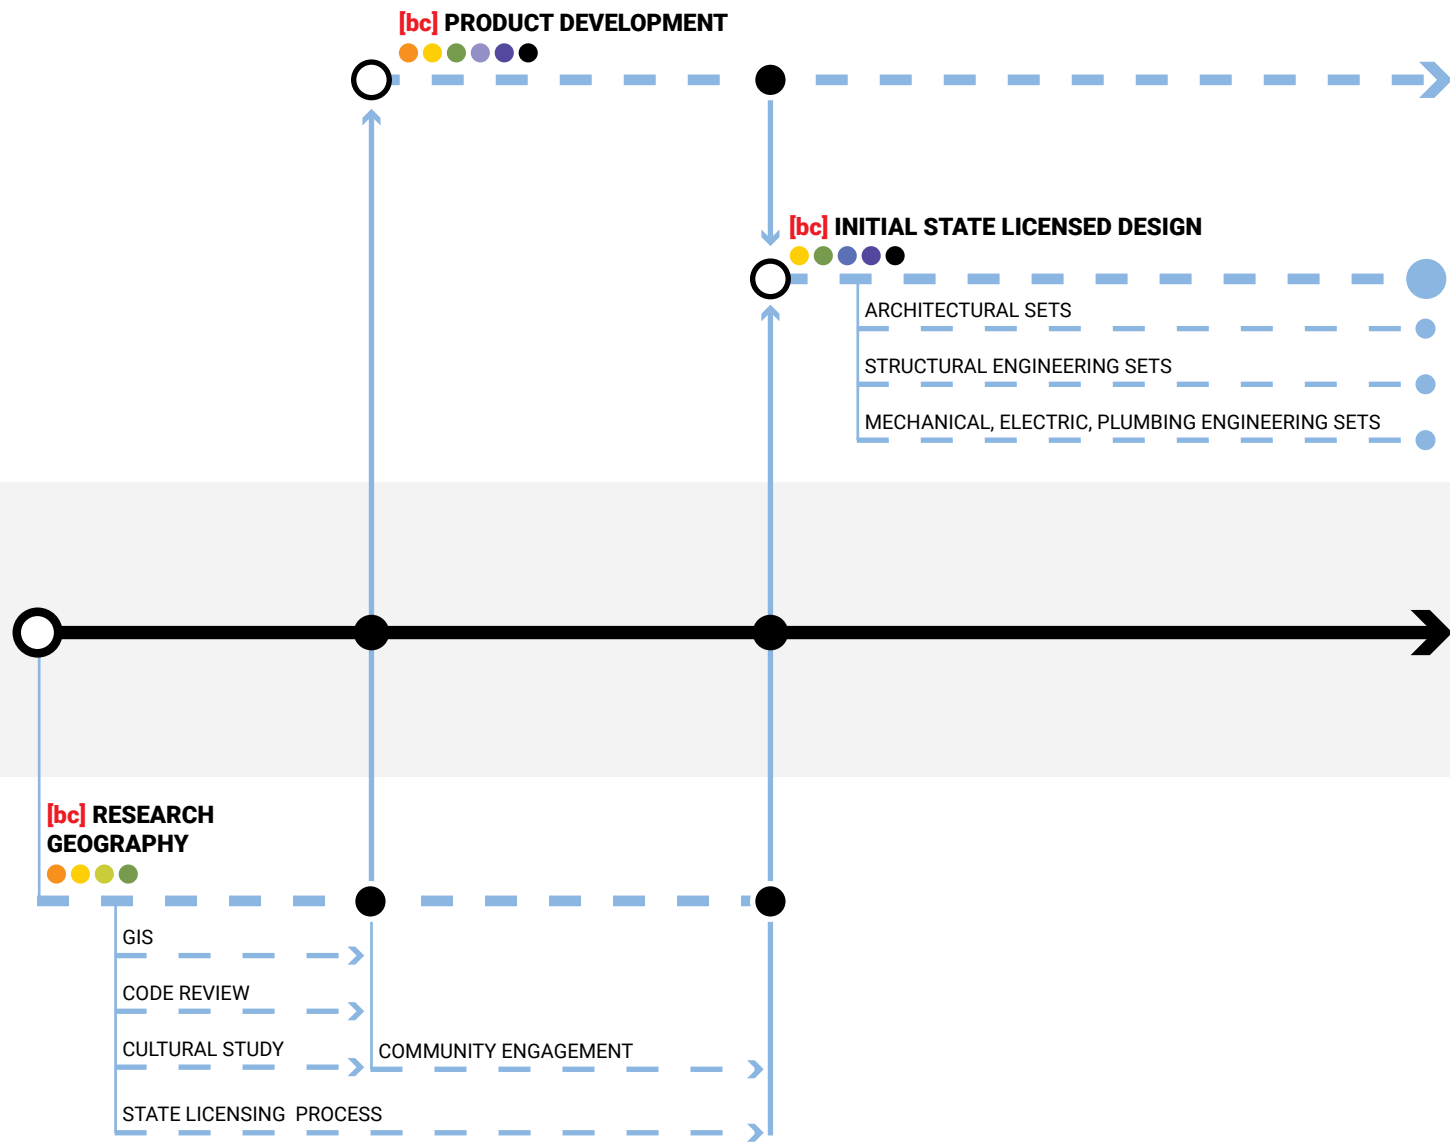 [bc] PRODUCT DEVELOPMENT
[bc] INITIAL STATE LICENSED DESIGN
ARCHITECTURAL SETS
STRUCTURAL ENGINEERING SETS
MECHANICAL, ELECTRIC, PLUMBING ENGINEERING SETS
[bc] RESEARCH
GEOGRAPHY
GIS
CODE REVIEW
CULTURAL STUDY
COMMUNITY ENGAGEMENT
STATE LICENSING  PROCESS